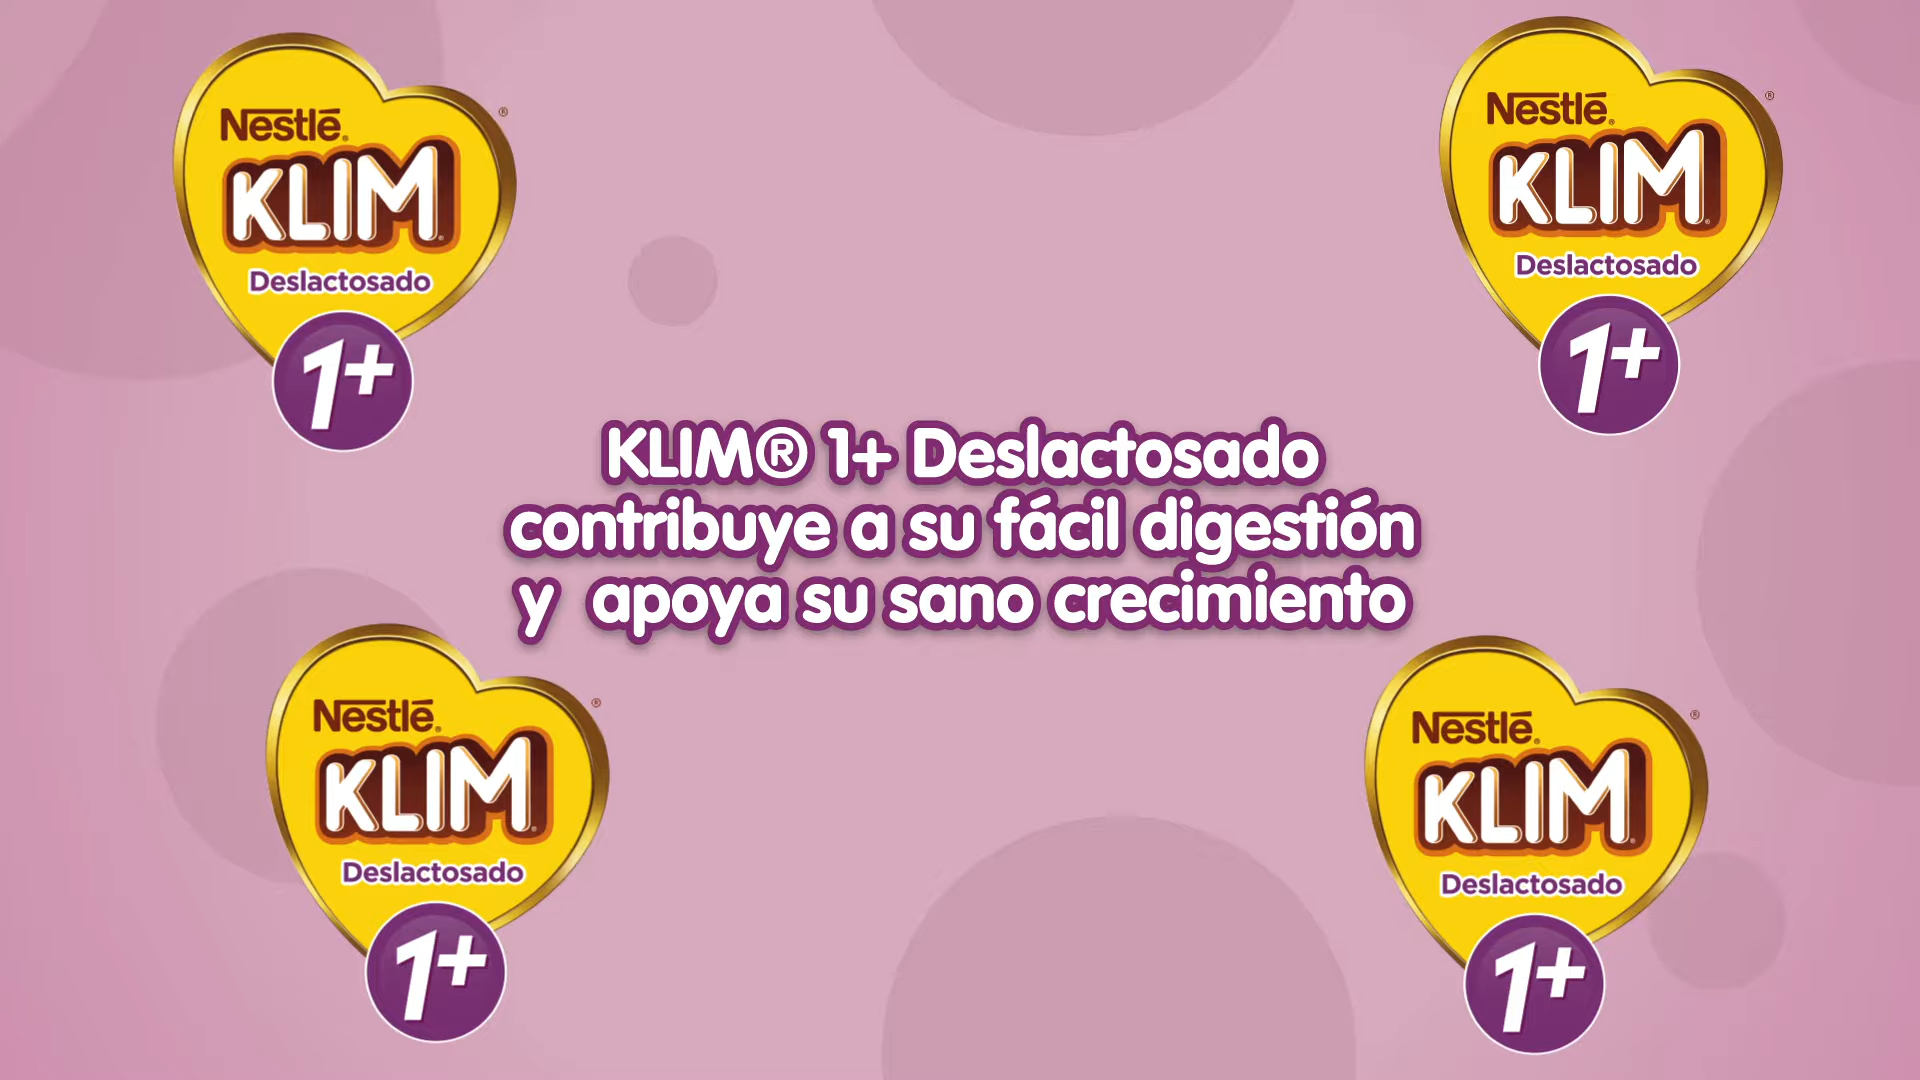 Nestlé®
KLIM®
Deslactosado
1+
®
Nestlé®
KLIM®
Deslactosado
1+
®
KLIM® 1+ Deslactosado
contribuye a su fácil digestión
y apoya su sano crecimiento
Nestlé®
KLIM®
Deslactosado
1+
®
Nestlé®
KLIM®
Deslactosado
1+
®